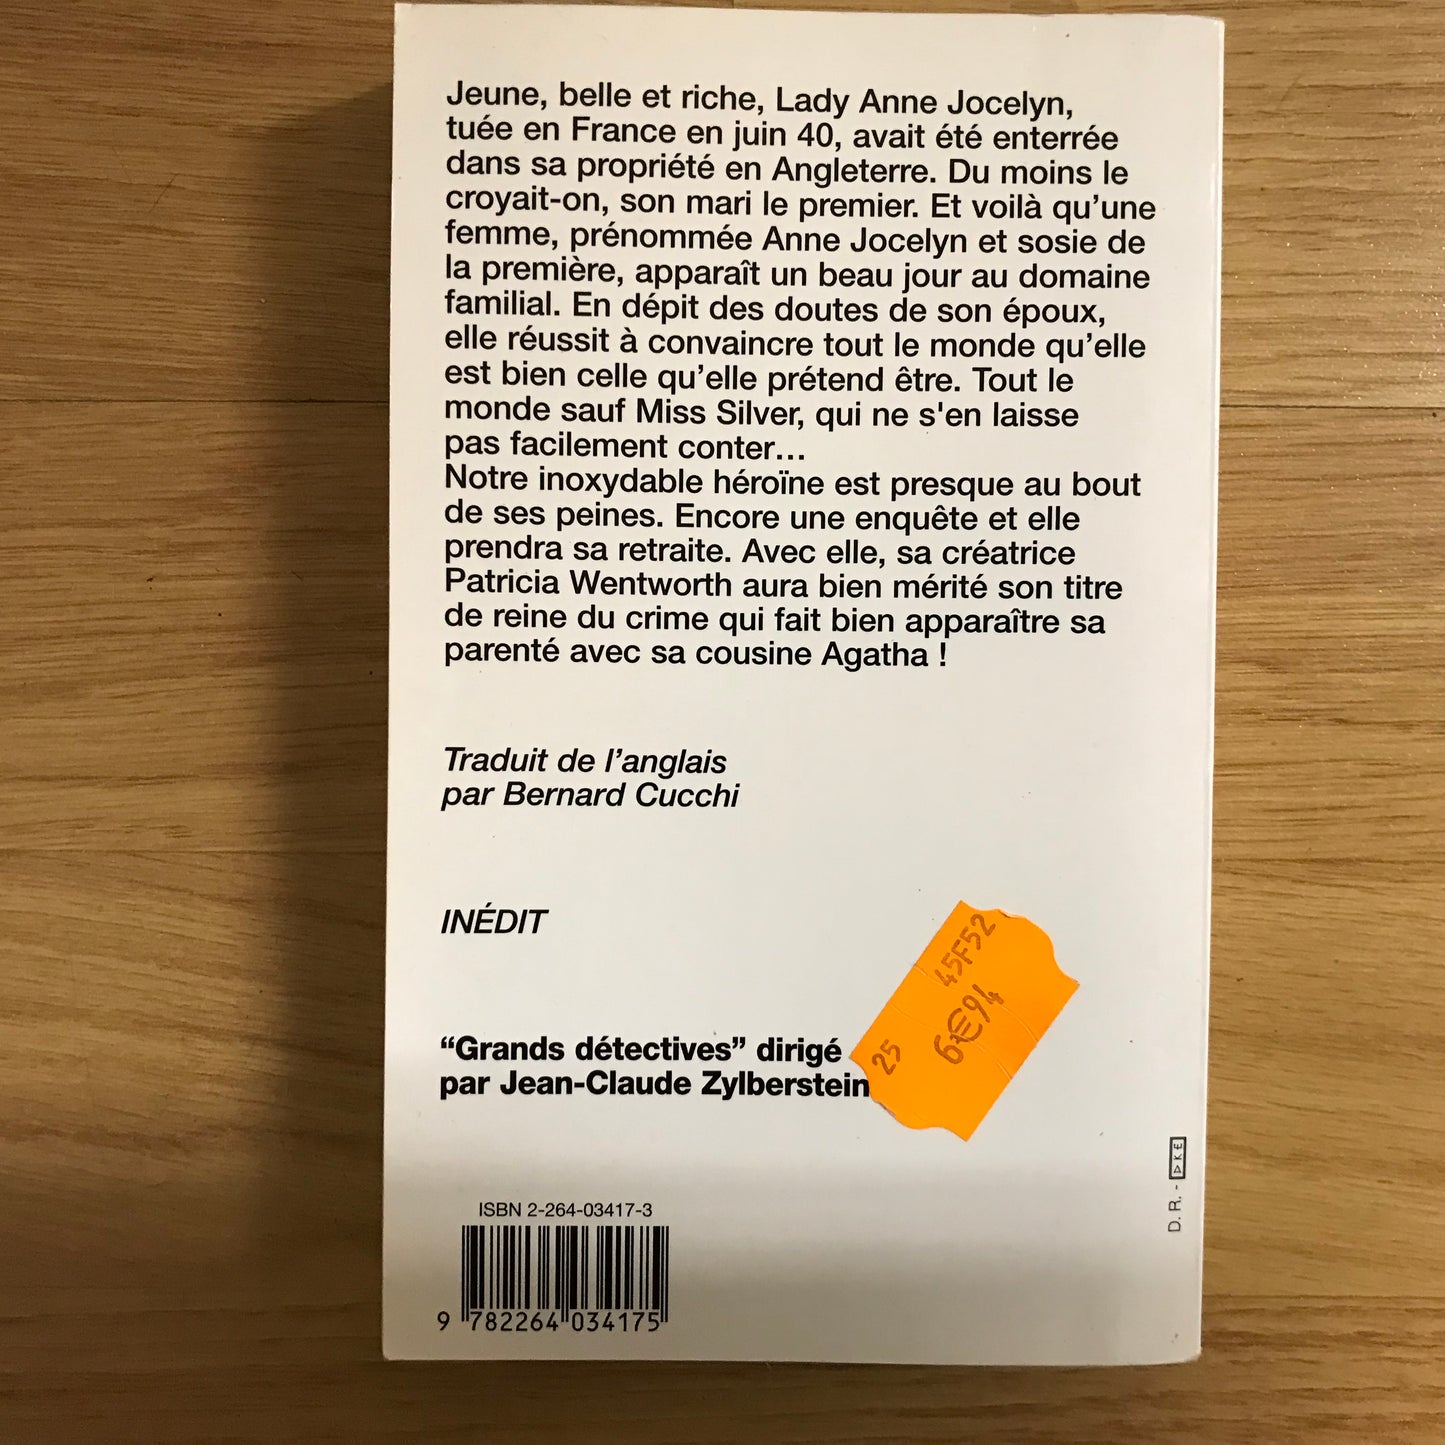 Jeune, belle et riche, Lady Anne Jocelyn,
tuée en France en juin 40, avait été enterrée
dans sa propriété en Angleterre. Du moins le
croyait-on, son mari le premier. Et voilà qu’une
femme, prénommée Anne Jocelyn et sosie de
la première, apparaît un beau jour au domaine
familial. En dépit des doutes de son époux,
elle réussit à convaincre tout le monde qu’elle
est bien celle qu’elle prétend être. Tout le
monde sauf Miss Silver, qui ne s'en laisse
pas facilement conter...
Notre inoxydable héroïne est presque au bout
de ses peines. Encore une enquête et elle
prendra sa retraite. Avec elle, sa créatrice
Patricia Wentworth aura bien mérité son titre
de reine du crime qui fait bien apparaître sa
parenté avec sa cousine Agatha !
Traduit de l’anglais
par Bernard Cucchi
INÉDIT
45F52
6€94
25
“Grands détectives” dirigé
par Jean-Claude Zylberstein
D. R. -
ISBN 2-264-03417-3
9 782264 034175